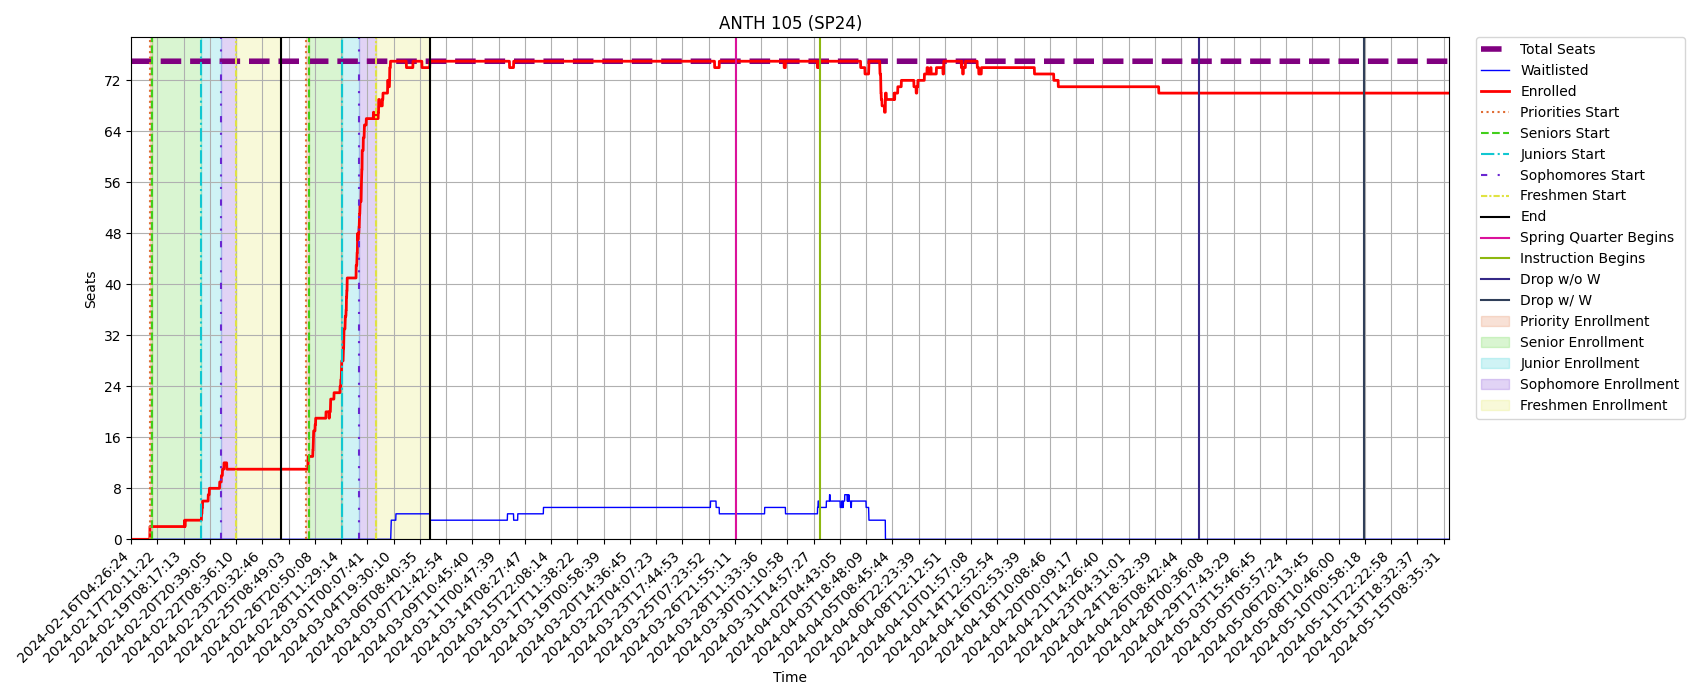 ANTH 105 (SP24)
Seats
72
64
56
48
40
32
24
16
8
0
2024-02-16T04:26:24
2024-02-17T20:11:22
2024-02-19T08:17:13
2024-02-20T20:39:05
2024-02-22T08:36:10
2024-02-23T20:32:46
2024-02-25T08:49:03
2024-02-26T20:50:08
2024-02-28T11:29:14
2024-03-01T00:07:41
2024-03-04T19:30:10
2024-03-06T08:40:35
2024-03-07T21:42:54
2024-03-11T10:45:40
2024-03-13T00:47:39
2024-03-14T08:27:47
2024-03-15T22:08:14
2024-03-17T11:38:22
2024-03-19T00:58:39
2024-03-20T14:36:45
2024-03-22T04:07:23
2024-03-23T17:44:53
2024-03-25T07:23:52
2024-03-26T21:55:11
2024-03-28T11:33:36
2024-03-30T01:10:58
2024-03-31T14:57:27
2024-04-02T04:43:05
2024-04-03T18:48:09
2024-04-05T08:45:44
2024-04-06T22:23:39
2024-04-08T12:12:51
2024-04-10T01:57:08
2024-04-14T12:52:54
2024-04-16T02:53:39
2024-04-18T10:08:46
2024-04-20T00:09:17
2024-04-21T14:26:40
2024-04-23T04:31:01
2024-04-24T18:32:39
2024-04-26T08:42:44
2024-04-28T00:36:08
2024-04-29T17:43:29
2024-05-03T15:46:45
2024-05-05T05:57:24
2024-05-06T20:13:45
2024-05-08T10:46:00
2024-05-10T00:58:18
2024-05-11T22:22:58
2024-05-13T18:32:37
2024-05-15T08:35:31
Time
Total Seats
Waitlisted
Enrolled
Priorities Start
Seniors Start
Juniors Start
Sophomores Start
Freshmen Start
End
Spring Quarter Begins
Instruction Begins
Drop w/o W
Drop w/ W
Priority Enrollment
Senior Enrollment
Junior Enrollment
Sophomore Enrollment
Freshmen Enrollment